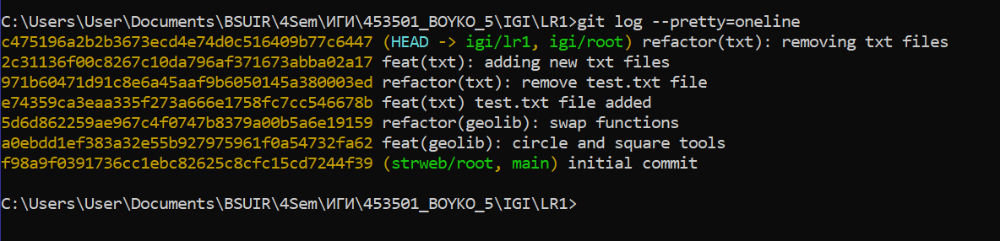 C:\Users\User\Documents\BSUIR\4Sem\ИГИ\453501_BOYKO_5\IGI\LR1>git log --pretty=oneline
c475196a2b2b3673ecd4e74d0c516409b77c6447 (HEAD -> igi/lr1, igi/root) refactor(txt): removing txt files
2c31136f00c8267c10da796af371673abba02a17 feat(txt): adding new txt files
971b60471d91c8e6a45aaf9b6050145a380003ed refactor(txt): remove test.txt file
e74359ca3eaa335f273a666e1758fc7cc546678b feat(txt) test.txt file added
5d6d862259ae967c4f0747b8379a00b5a6e19159 refactor(geolib): swap functions
a0ebdd1ef383a32e55b927975961f0a54732fa62 feat(geolib): circle and square tools
f98a9f0391736cc1ebc82625c8cfc15cd7244f39 (strweb/root, main) initial commit
C:\Users\User\Documents\BSUIR\4Sem\ИГИ\453501_BOYKO_5\IGI\LR1>